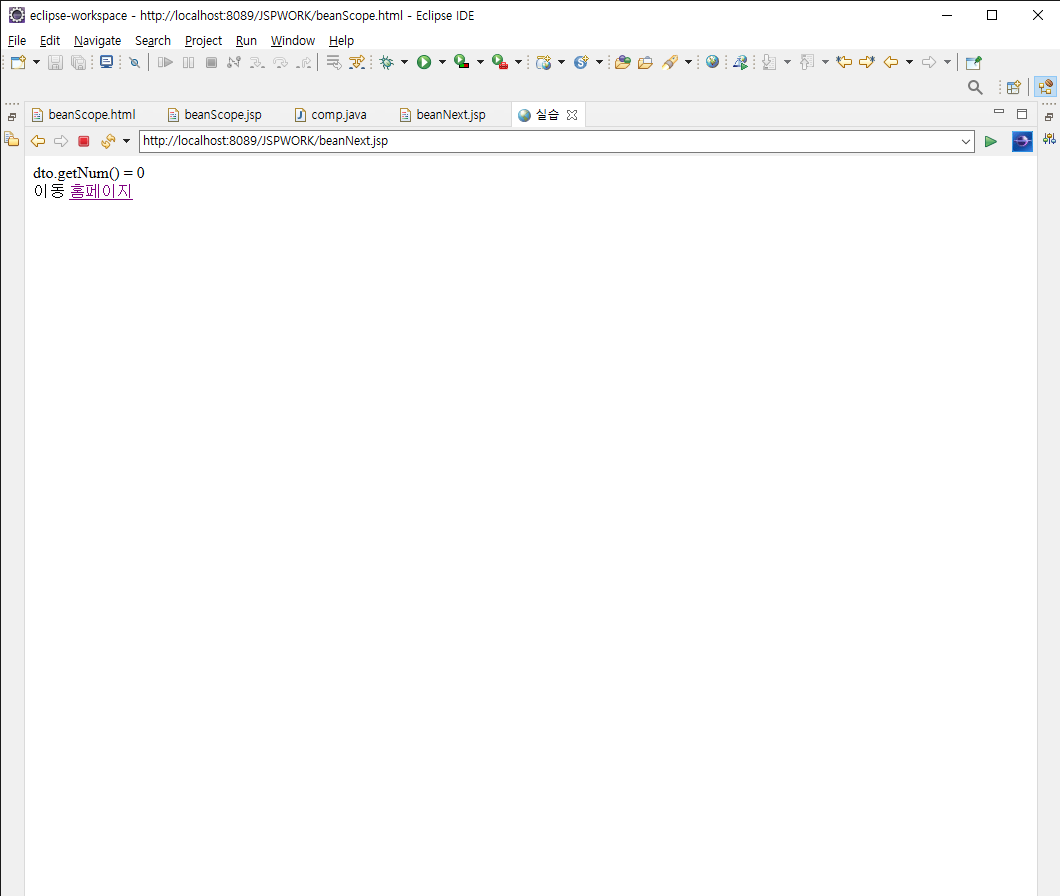 eclipse-workspace - http://localhost:8089/JSPWORK/beanScope.html - Eclipse IDE
File Edit Navigate Search Project Run Window Help
beanScope.html beanScope.jsp comp.java beanNext.jsp 실습
http://localhost:8089/JSPWORK/beanNext.jsp
dto.getNum() = 0
이동 홈페이지